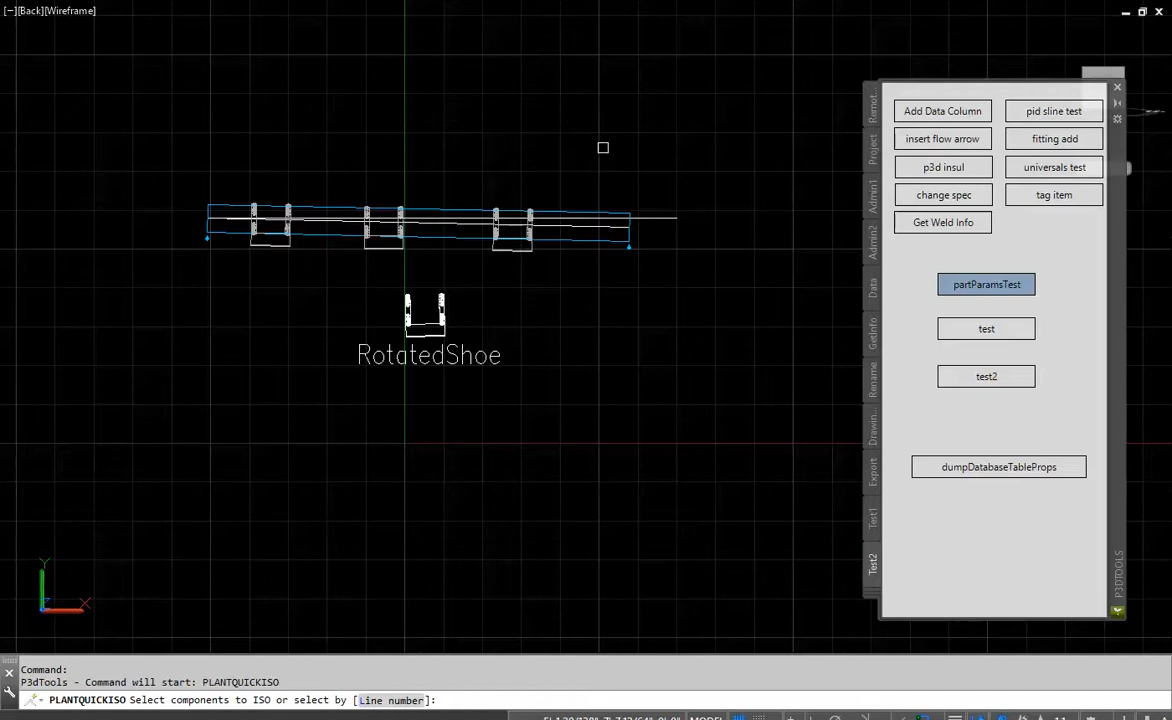 [−][Back][Wireframe]
Remot...
Project
Admin1
Admin2
Data
GetInfo
Rename
Drawin...
Export
Test1
Test2
Add Data Column
pid sline test
insert flow arrow
fitting add
p3d insul
universals test
change spec
tag item
Get Weld Info
partParamsTest
test
test2
dumpDatabaseTableProps
P3DTOOLS
RotatedShoe
Y
X
Z
Command:
P3dTools - Command will start: PLANTQUICKISO
PLANTQUICKISO Select components to ISO or select by [Line number]:
MODEL